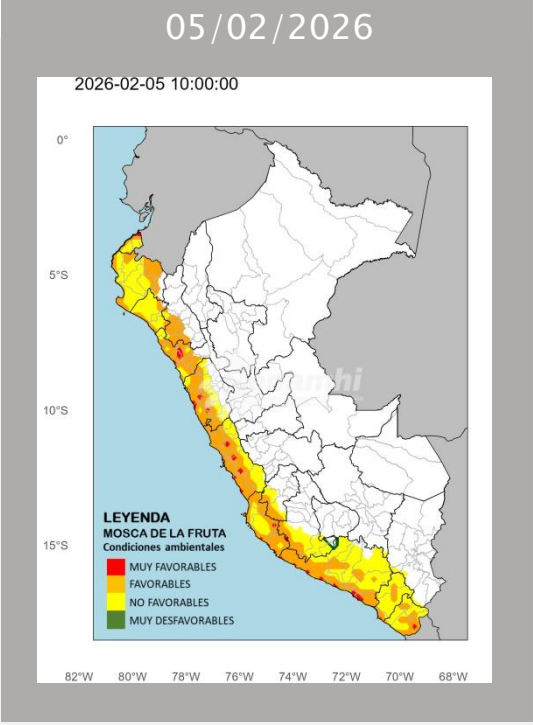 05/02/2026
2026-02-05 10:00:00
0°
5°S
10°S
15°S
LEYENDA
MOSCA DE LA FRUTA
Condiciones ambientales
MUY FAVORABLES
FAVORABLES
NO FAVORABLES
MUY DESFAVORABLES
82°W 80°W 78°W 76°W 74°W 72°W 70°W 68°W